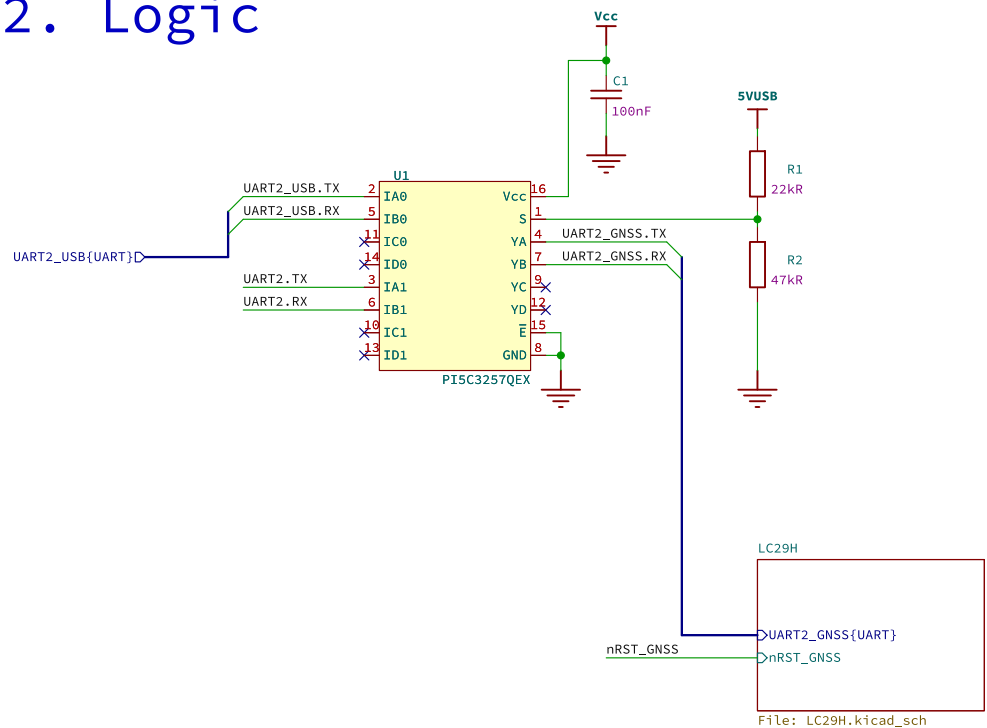 2. Logic
Vcc
C1
100nF
5VUSB
R1
22kR
R2
47kR
U1
UART2_USB.TX
2
IA0
Vcc
16
UART2_USB.RX
5
IB0
S
1
11
IC0
YA
4
UART2_GNSS.TX
14
ID0
YB
7
UART2_GNSS.RX
UART2_USB{UART}
UART2.TX
3
IA1
YC
9
UART2.RX
6
IB1
YD
12
10
IC1
E
15
13
ID1
GND
8
PI5C3257QEX
LC29H
UART2_GNSS{UART}
nRST_GNSS
nRST_GNSS
File: LC29H.kicad_sch